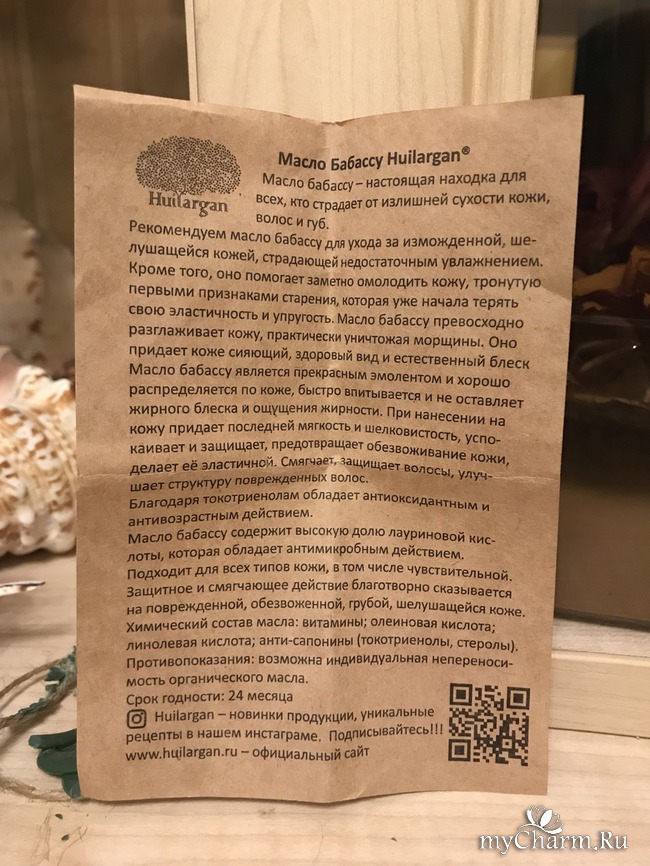 Huilargan
Масло Бабассу Huilargan®
Масло бабассу – настоящая находка для
всех, кто страдает от излишней сухости кожи,
волос и губ.
Рекомендуем масло бабассу для ухода за изможденной, ше-
лушащейся кожей, страдающей недостаточным увлажнением.
Кроме того, оно помогает заметно омолодить кожу, тронутую
первыми признаками старения, которая уже начала терять
свою эластичность и упругость. Масло бабассу превосходно
разглаживает кожу, практически уничтожая морщины. Оно
придает коже сияющий, здоровый вид и естественный блеск
Масло бабассу является прекрасным эмолентом и хорошо
распределяется по коже, быстро впитывается и не оставляет
жирного блеска и ощущения жирности. При нанесении на
кожу придает последней мягкость и шелковистость, успо-
каивает и защищает, предотвращает обезвоживание кожи,
делает её эластичной. Смягчает, защищает волосы, улуч-
шает структуру поврежденных волос.
Благодаря токотриенолам обладает антиоксидантным и
антивозрастным действием.
Масло бабассу содержит высокую долю лауриновой кис-
лоты, которая обладает антимикробным действием.
Подходит для всех типов кожи, в том числе чувствительной.
Защитное и смягчающее действие благотворно сказывается
на поврежденной, обезвоженной, грубой, шелушащейся коже.
Химический состав масла: витамины; олеиновая кислота;
линолевая кислота; анти-сапонины (токотриенолы, стеролы).
Противопоказания: возможна индивидуальная непереноси-
мость органического масла.
Срок годности: 24 месяца
Huilargan – новинки продукции, уникальные
рецепты в нашем инстаграме. Подписывайтесь!!!
www.huilargan.ru – официальный сайт
myCharm.Ru